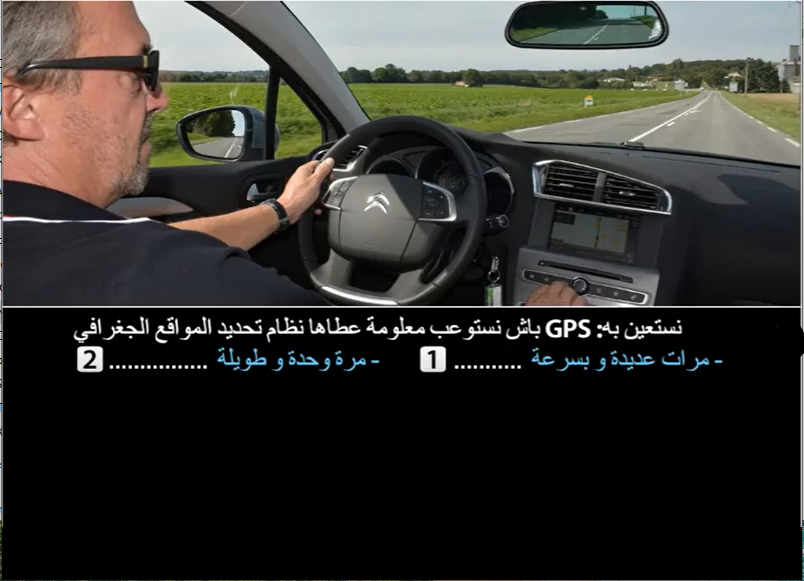 نستعين به: GPS باش نستوعب معلومة عطاها نظام تحديد المواقع الجغرافي
- مرات عديدة و بسرعة ........... 1 - مرة وحدة و طويلة ................ 2